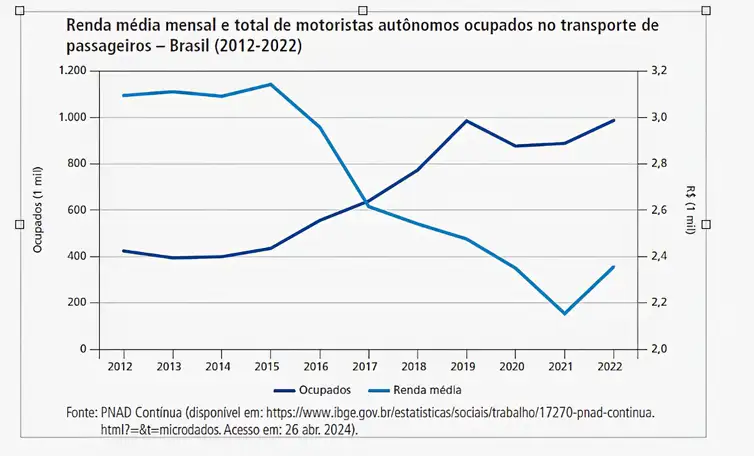 Renda média mensal e total de motoristas autônomos ocupados no transporte de
passageiros – Brasil (2012-2022)
1.200
1.000
800
600
400
200
0
Ocupados (1 mil)
3,2
3,0
2,8
2,6
2,4
2,2
2,0
R$ (1 mil)
2012 2013 2014 2015 2016 2017 2018 2019 2020 2021 2022
Ocupados Renda média
Fonte: PNAD Contínua (disponível em: https://www.ibge.gov.br/estatisticas/sociais/trabalho/17270-pnad-continua.
html?=&t=microdados. Acesso em: 26 abr. 2024).